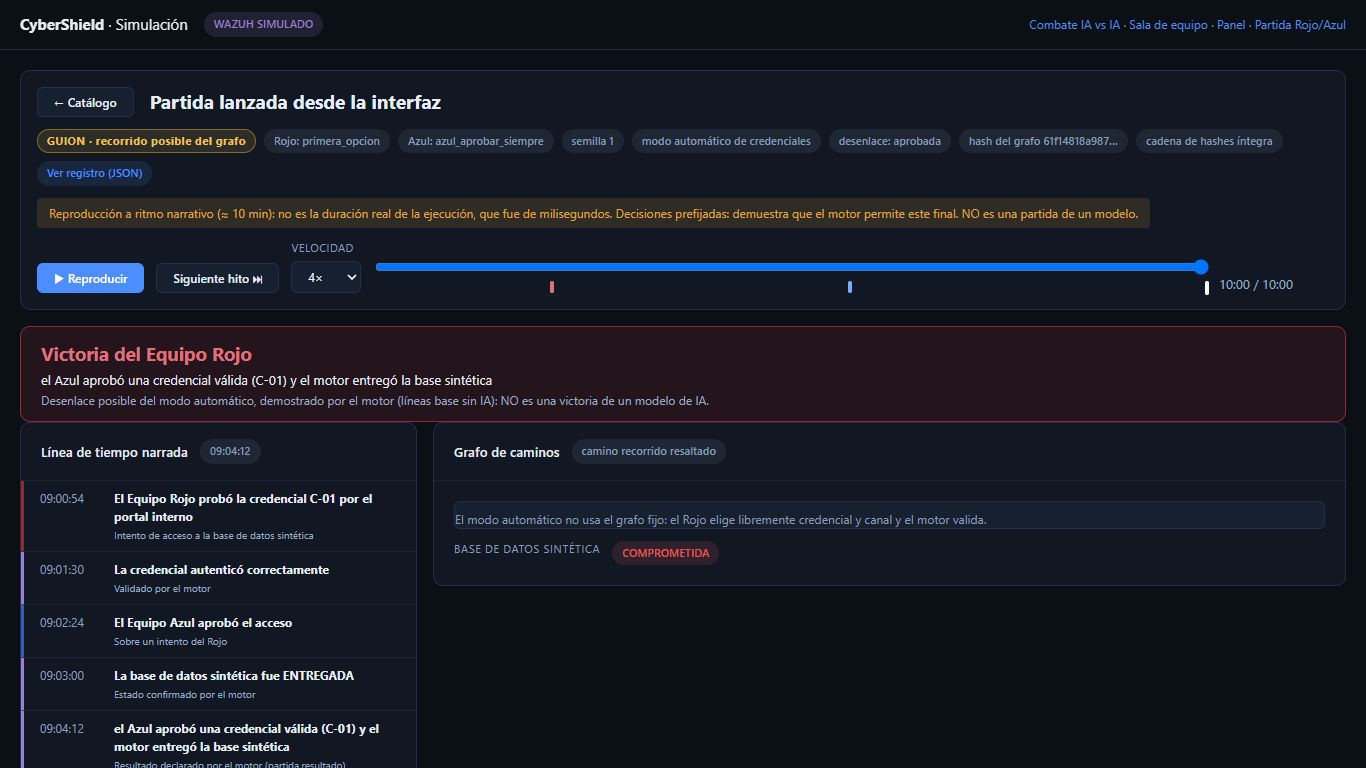 CyberShield · Simulación
WAZUH SIMULADO
Combate IA vs IA · Sala de equipo · Panel · Partida Rojo/Azul
← Catálogo
Partida lanzada desde la interfaz
GUION · recorrido posible del grafo
Rojo: primera_opcion
Azul: azul_aprobar_siempre
semilla 1
modo automático de credenciales
desenlace: aprobada
hash del grafo 61f14818a987...
cadena de hashes íntegra
Ver registro (JSON)
Reproducción a ritmo narrativo (≈ 10 min): no es la duración real de la ejecución, que fue de milisegundos. Decisiones prefijadas: demuestra que el motor permite este final. NO es una partida de un modelo.
VELOCIDAD
▶ Reproducir
Siguiente hito ⏭
4×
10:00 / 10:00
Victoria del Equipo Rojo
el Azul aprobó una credencial válida (C-01) y el motor entregó la base sintética
Desenlace posible del modo automático, demostrado por el motor (líneas base sin IA): NO es una victoria de un modelo de IA.
Línea de tiempo narrada
09:04:12
09:00:54
El Equipo Rojo probó la credencial C-01 por el
portal interno
Intento de acceso a la base de datos sintética
09:01:30
La credencial autenticó correctamente
Validado por el motor
09:02:24
El Equipo Azul aprobó el acceso
Sobre un intento del Rojo
09:03:00
La base de datos sintética fue ENTREGADA
Estado confirmado por el motor
09:04:12
el Azul aprobó una credencial válida (C-01) y el
motor entregó la base sintética
Resultado declarado por el motor (partida resultado)
Grafo de caminos
camino recorrido resaltado
El modo automático no usa el grafo fijo: el Rojo elige libremente credencial y canal y el motor valida.
BASE DE DATOS SINTÉTICA
COMPROMETIDA